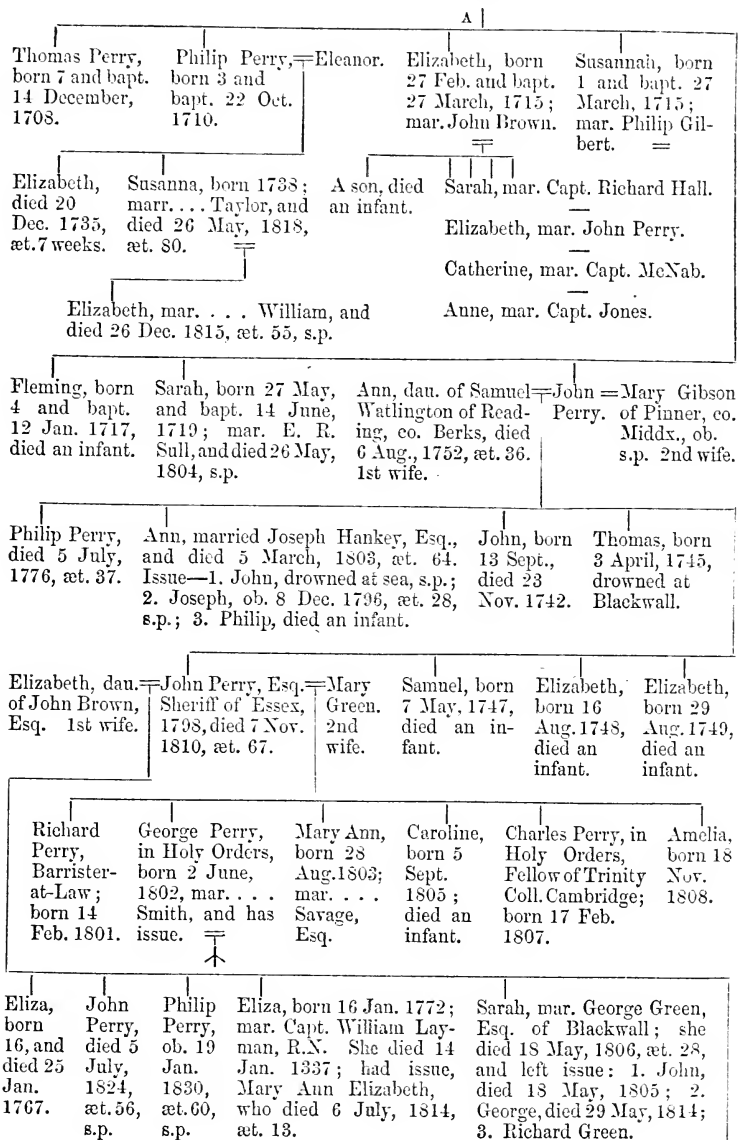 A
Thomas Perry,
born 7 and bapt.
14 December,
1708.
Philip Perry,
born 3 and
bapt. 22 Oct.
1710.
Eleanor.
Elizabeth, born
27 Feb. and bapt.
27 March, 1715;
mar. John Brown.
Susannah, born
1 and bapt. 27
March, 1715;
mar. Philip Gil-
bert. =
Elizabeth,
died 20
Dec. 1735,
æt. 7 weeks.
Susanna, born 1738;
marr. . . . Taylor, and
died 26 May, 1818,
æt. 80.
A son, died
an infant.
Sarah, mar. Capt. Richard Hall.
—
Elizabeth, mar. John Perry.
—
Catherine, mar. Capt. McNab.
—
Anne, mar. Capt. Jones.
Elizabeth, mar. . . . William, and
died 26 Dec. 1815, æt. 55, s.p.
Fleming, born
4 and bapt.
12 Jan. 1717,
died an infant.
Sarah, born 27 May,
and bapt. 14 June,
1719; mar. E. R.
Sull, and died 26 May,
1804, s.p.
Ann, dau. of Samuel
Watlington of Read-
ing, co. Berks, died
6 Aug., 1752, æt. 36.
1st wife.
John
Perry.
=Mary Gibson
of Pinner, co.
Middx., ob.
s.p. 2nd wife.
Philip Perry,
died 5 July,
1776, æt. 37.
Ann, married Joseph Hankey, Esq.,
and died 5 March, 1803, æt. 64.
Issue—1. John, drowned at sea, s.p.;
2. Joseph, ob. 8 Dec. 1796, æt. 28,
s.p.; 3. Philip, died an infant.
John, born
13 Sept.,
died 23
Nov. 1742.
Thomas, born
3 April, 1745,
drowned at
Blackwall.
Elizabeth, dau.
of John Brown,
Esq. 1st wife.
John Perry, Esq.
Sheriff of Essex,
1798, died 7 Nov.
1810, æt. 67.
Mary
Green.
2nd
wife.
Samuel, born
7 May, 1747,
died an in-
fant.
Elizabeth,
born 16
Aug. 1748,
died an
infant.
Elizabeth,
born 29
Aug. 1749,
died an
infant.
Richard
Perry,
Barrister-
at-Law;
born 14
Feb. 1801.
George Perry,
in Holy Orders,
born 2 June,
1802, mar. . . .
Smith, and has
issue.
Mary Ann,
born 28
Aug. 1803;
mar. . . .
Savage,
Esq.
Caroline,
born 5
Sept.
1805;
died an
infant.
Charles Perry, in
Holy Orders,
Fellow of Trinity
Coll. Cambridge;
born 17 Feb.
1807.
Amelia,
born 18
Nov.
1808.
Eliza,
born
16, and
died 25
Jan.
1767.
John
Perry,
died 5
July,
1824,
æt. 56,
s.p.
Philip
Perry,
ob. 19
Jan.
1830,
æt. 60,
s.p.
Eliza, born 16 Jan. 1772;
mar. Capt. William Lay-
man, R.N. She died 14
Jan. 1337; had issue,
Mary Ann Elizabeth,
who died 6 July, 1814,
æt. 13.
Sarah, mar. George Green,
Esq. of Blackwall; she
died 18 May, 1806, æt. 28,
and left issue: 1. John,
died 18 May, 1805; 2.
George, died 29 May, 1814;
3. Richard Green.